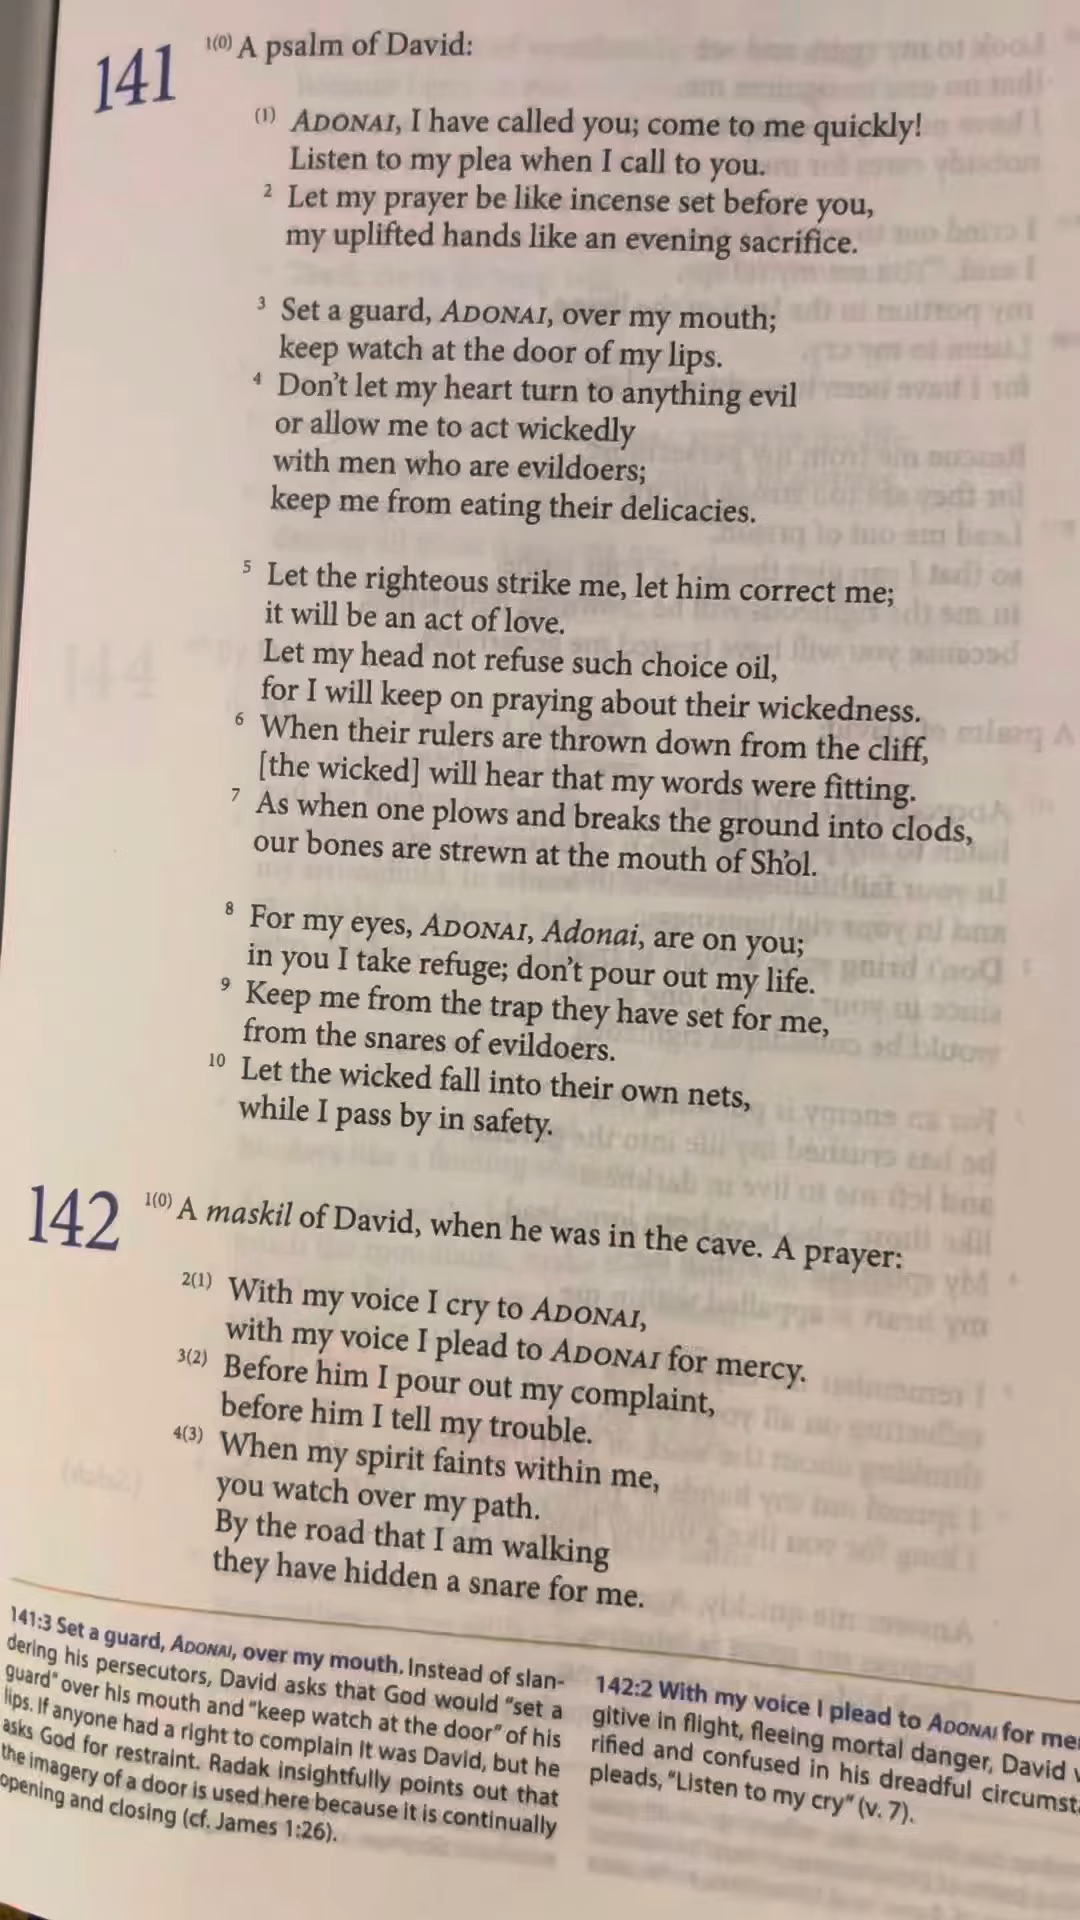 141
1(0) A psalm of David:
(1) ADONAI, I have called you; come to me quickly!
Listen to my plea when I call to you.
2 Let my prayer be like incense set before you,
my uplifted hands like an evening sacrifice.
3 Set a guard, ADONAI, over my mouth;
keep watch at the door of my lips.
4 Don't let my heart turn to anything evil
or allow me to act wickedly
with men who are evildoers;
keep me from eating their delicacies.
5 Let the righteous strike me, let him correct me;
it will be an act of love.
Let my head not refuse such choice oil,
for I will keep on praying about their wickedness.
6 When their rulers are thrown down from the cliff,
[the wicked] will hear that my words were fitting.
7 As when one plows and breaks the ground into clods,
our bones are strewn at the mouth of Sh'ol.
8 For my eyes, ADONAI, Adonai, are on you;
in you I take refuge; don't pour out my life.
9 Keep me from the trap they have set for me,
from the snares of evildoers.
10 Let the wicked fall into their own nets,
while I pass by in safety.
142
1(0) A maskil of David, when he was in the cave. A prayer:
2(1) With my voice I cry to ADONAI,
with my voice I plead to ADONAI for mercy.
3(2) Before him I pour out my complaint,
before him I tell my trouble.
4(3) When my spirit faints within me,
you watch over my path.
By the road that I am walking
they have hidden a snare for me.
141:3 Set a guard, ADONAI, over my mouth. Instead of slan-
dering his persecutors, David asks that God would "set a
guard" over his mouth and "keep watch at the door" of his
lips. If anyone had a right to complain it was David, but he
asks God for restraint. Radak insightfully points out that
the imagery of a door is used here because it is continually
opening and closing (cf. James 1:26).
142:2 With my voice I plead to ADONAI for
gitive in flight, fleeing mortal danger, David
rified and confused in his dreadful
pleads, "Listen to my cry" (v. 7).